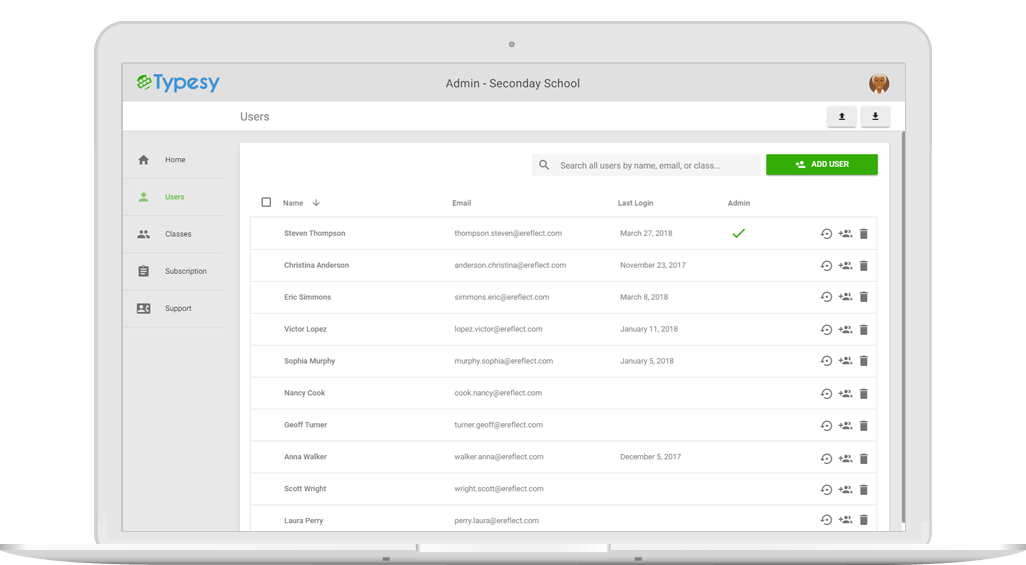 Typesy
Admin - Seconday School
Users
Home
Users
Classes
Subscription
Support
Search all users by name, email, or class...
ADD USER
Name Email Last Login Admin
Steven Thompson thompson.steven@ereflect.com March 27, 2018
Christina Anderson anderson.christina@ereflect.com November 23, 2017
Eric Simmons simmons.eric@ereflect.com March 8, 2018
Victor Lopez lopez.victor@ereflect.com January 11, 2018
Sophia Murphy murphy.sophia@ereflect.com January 5, 2018
Nancy Cook cook.nancy@ereflect.com
Geoff Turner turner.geoff@ereflect.com
Anna Walker walker.anna@ereflect.com December 5, 2017
Scott Wright wright.scott@ereflect.com
Laura Perry perry.laura@ereflect.com